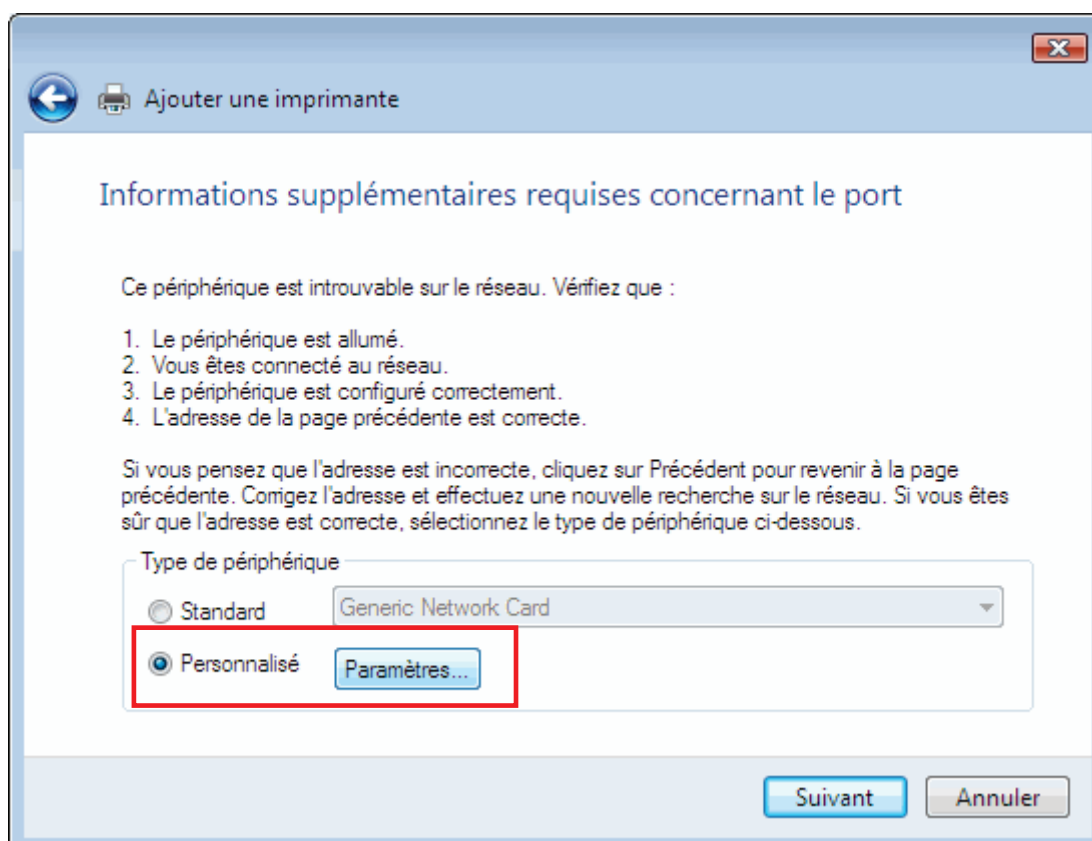 Ajouter une imprimante
Informations supplémentaires requises concernant le port
Ce périphérique est introuvable sur le réseau. Vérifiez que :
1. Le périphérique est allumé.
2. Vous êtes connecté au réseau.
3. Le périphérique est configuré correctement.
4. L'adresse de la page précédente est correcte.
Si vous pensez que l'adresse est incorrecte, cliquez sur Précédent pour revenir à la page
précédente. Corrigez l'adresse et effectuez une nouvelle recherche sur le réseau. Si vous êtes
sûr que l'adresse est correcte, sélectionnez le type de périphérique ci-dessous.
Type de périphérique
Standard Generic Network Card
Personnalisé Paramètres...
Suivant Annuler